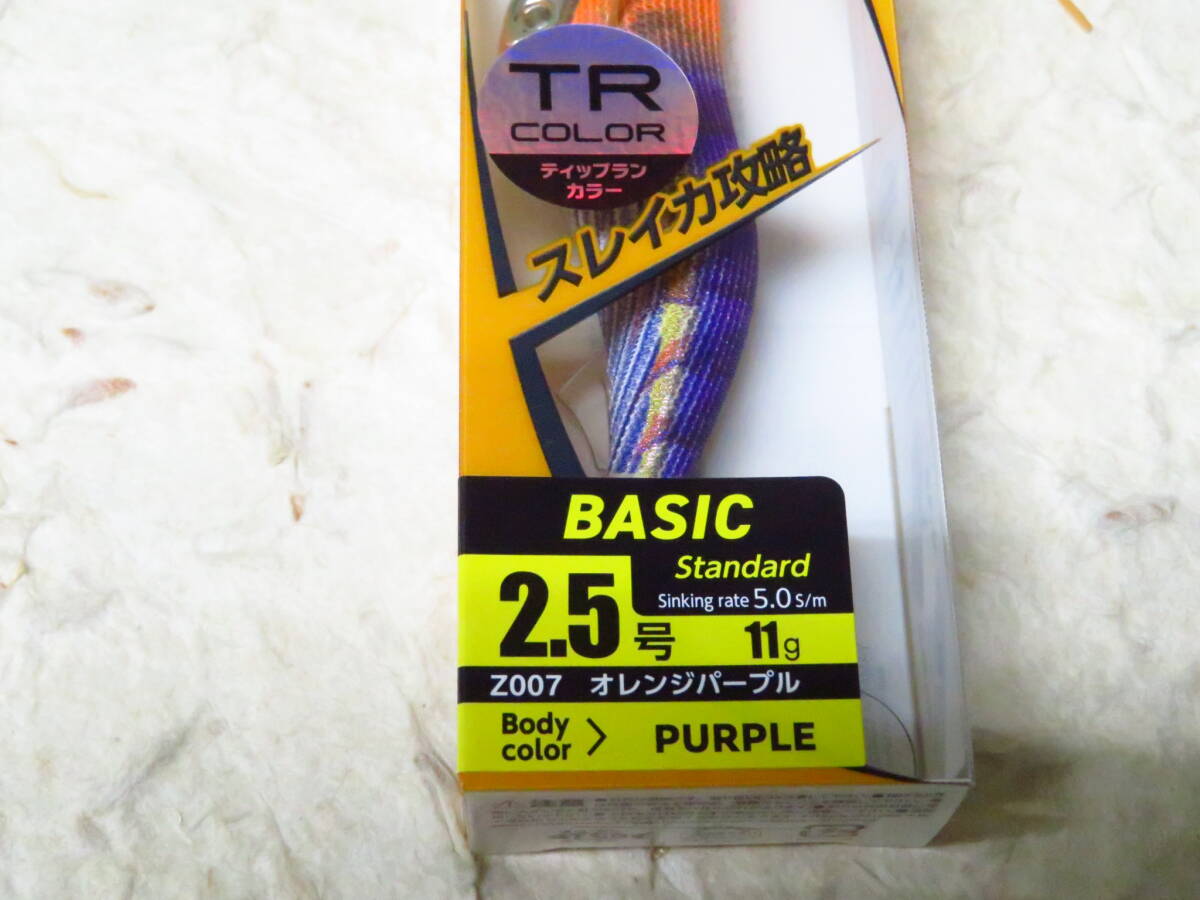 TR
COLOR
ティップラン
カラー
スレイカ攻略
BASIC
Standard
Sinking rate 5.0 S/m
2.5号 11g
Z007 オレンジパープル
Body color > PURPLE
注意